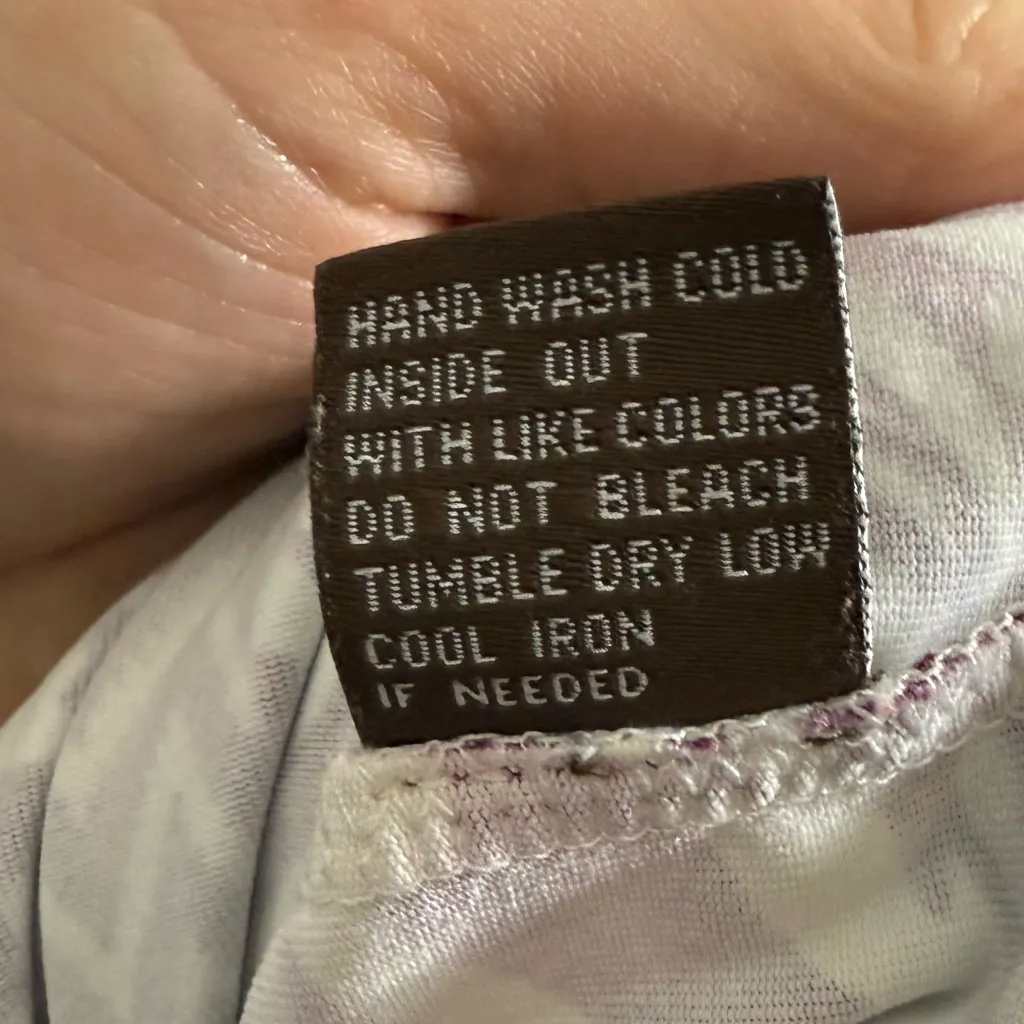 HAND WASH COLD
INSIDE OUT
WITH LIKE COLORS
DO NOT BLEACH
TUMBLE DRY LOW
COOL IRON
IF NEEDED